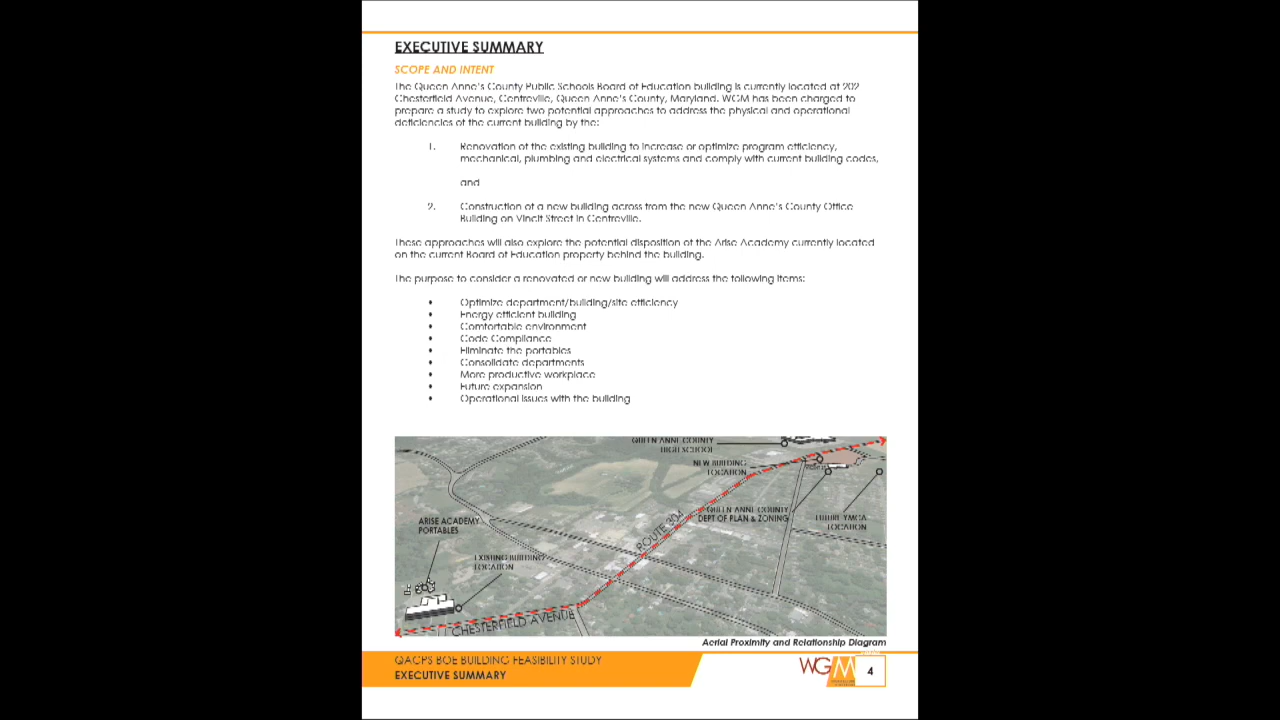 EXECUTIVE SUMMARY
SCOPE AND INTENT
The Queen Anne's County Public Schools Board of Education building is currently located at 202
Chesterfield Avenue, Centreville, Queen Anne's County, Maryland. WGM has been charged to
prepare a study to explore two potential approaches to address the physical and operational
deficiencies of the current building by the:
1. Renovation of the existing building to increase or optimize program efficiency,
mechanical, plumbing and electrical systems and comply with current building codes,
and
2. Construction of a new building across from the new Queen Anne's County Office
Building on Vincit Street in Centreville.
These approaches will also explore the potential disposition of the Arise Academy currently located
on the current Board of Education property behind the building.
The purpose to consider a renovated or new building will address the following items:
• Optimize department/building/site efficiency
• Energy efficient building
• Comfortable environment
• Code Compliance
• Eliminate the portables
• Consolidate departments
• More productive workplace
• Future expansion
• Operational issues with the building
QUEEN ANNE COUNTY
HIGH SCHOOL
NEW BUILDING
LOCATION
QUEEN ANNE COUNTY
DEPT OF PLAN & ZONING
FUTURE YMCA
LOCATION
ROUTE 304
ARISE ACADEMY
PORTABLES
EXISTING BUILDING
LOCATION
CHESTERFIELD AVENUE
Aerial Proximity and Relationship Diagram
QACPS BOE BUILDING FEASIBILITY STUDY
EXECUTIVE SUMMARY
WGM
4